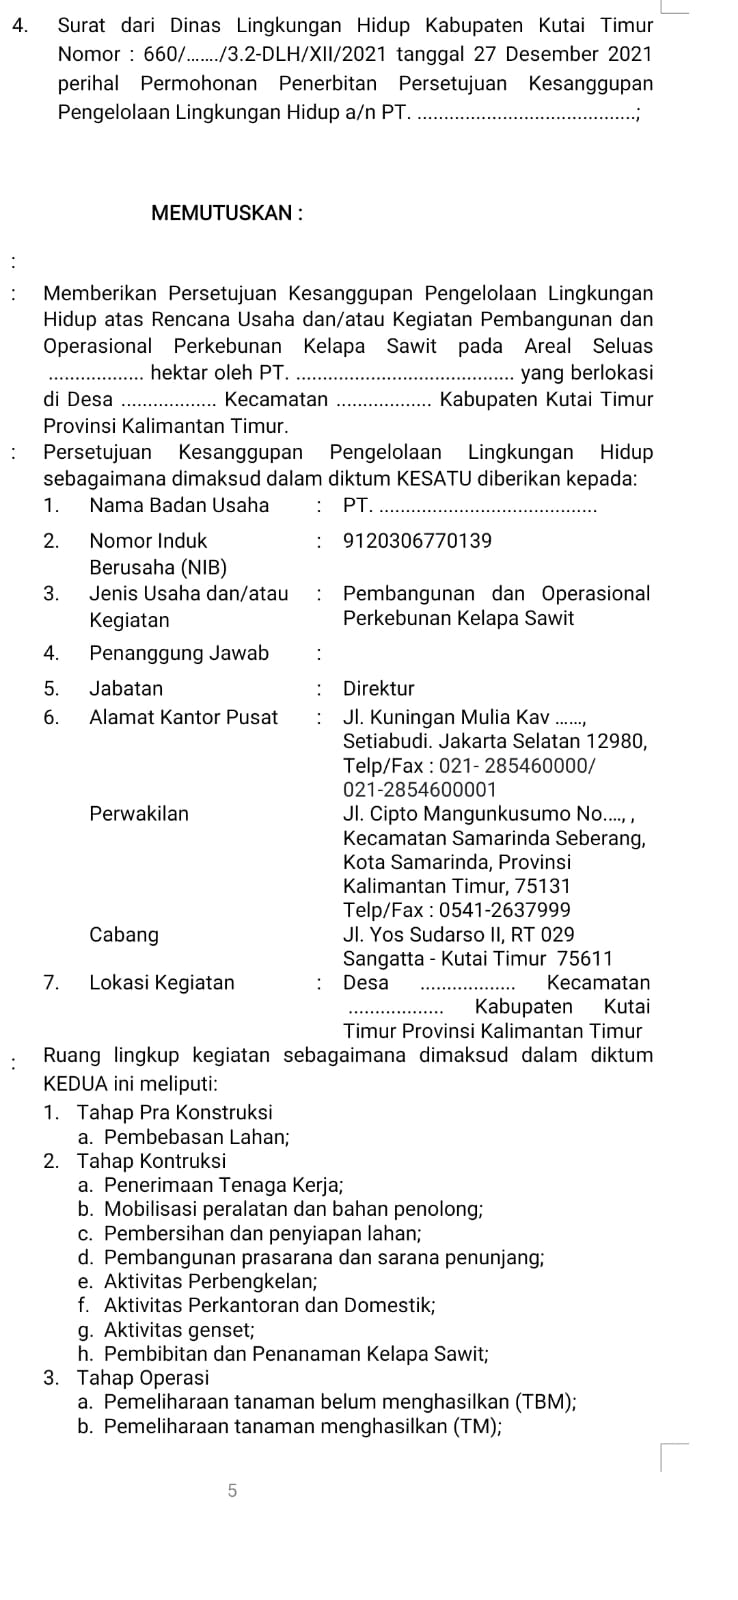 4. Surat dari Dinas Lingkungan Hidup Kabupaten Kutai Timur
Nomor : 660/......./3.2-DLH/XII/2021 tanggal 27 Desember 2021
perihal Permohonan Penerbitan Persetujuan Kesanggupan
Pengelolaan Lingkungan Hidup a/n PT. .........................................;
MEMUTUSKAN :
:
: Memberikan Persetujuan Kesanggupan Pengelolaan Lingkungan
Hidup atas Rencana Usaha dan/atau Kegiatan Pembangunan dan
Operasional Perkebunan Kelapa Sawit pada Areal Seluas
.................. hektar oleh PT. ......................................... yang berlokasi
di Desa .................. Kecamatan .................. Kabupaten Kutai Timur
Provinsi Kalimantan Timur.
: Persetujuan Kesanggupan Pengelolaan Lingkungan Hidup
sebagaimana dimaksud dalam diktum KESATU diberikan kepada:
1. Nama Badan Usaha : PT. .........................................
2. Nomor Induk : 9120306770139
Berusaha (NIB)
3. Jenis Usaha dan/atau : Pembangunan dan Operasional
Kegiatan Perkebunan Kelapa Sawit
4. Penanggung Jawab :
5. Jabatan : Direktur
6. Alamat Kantor Pusat : Jl. Kuningan Mulia Kav ......,
Setiabudi. Jakarta Selatan 12980,
Telp/Fax : 021- 285460000/
021-2854600001
Perwakilan Jl. Cipto Mangunkusumo No....., ,
Kecamatan Samarinda Seberang,
Kota Samarinda, Provinsi
Kalimantan Timur, 75131
Telp/Fax : 0541-2637999
Cabang Jl. Yos Sudarso II, RT 029
Sangatta - Kutai Timur 75611
7. Lokasi Kegiatan : Desa .................. Kecamatan
.................. Kabupaten Kutai
Timur Provinsi Kalimantan Timur
: Ruang lingkup kegiatan sebagaimana dimaksud dalam diktum
KEDUA ini meliputi:
1. Tahap Pra Konstruksi
a. Pembebasan Lahan;
2. Tahap Kontruksi
a. Penerimaan Tenaga Kerja;
b. Mobilisasi peralatan dan bahan penolong;
c. Pembersihan dan penyiapan lahan;
d. Pembangunan prasarana dan sarana penunjang;
e. Aktivitas Perbengkelan;
f. Aktivitas Perkantoran dan Domestik;
g. Aktivitas genset;
h. Pembibitan dan Penanaman Kelapa Sawit;
3. Tahap Operasi
a. Pemeliharaan tanaman belum menghasilkan (TBM);
b. Pemeliharaan tanaman menghasilkan (TM);
5